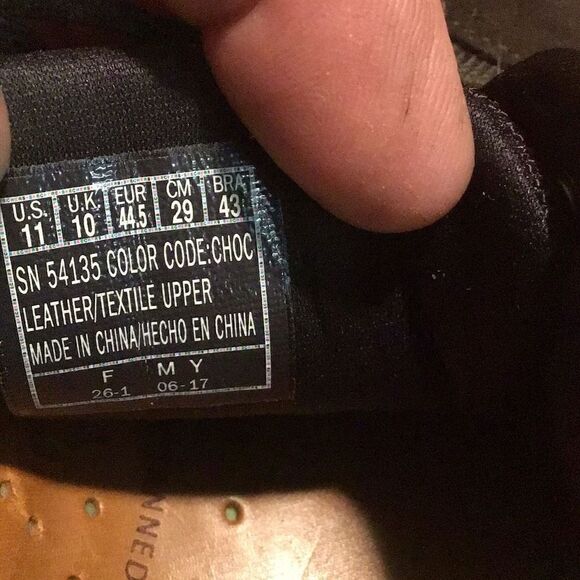 U.S. U.K EUR CM BRA
11 10 44.5 29 43
SN 54135 COLOR CODE:CHOC
LEATHER/TEXTILE UPPER
MADE IN CHINA/HECHO EN CHINA
F M Y
26-1 06-17